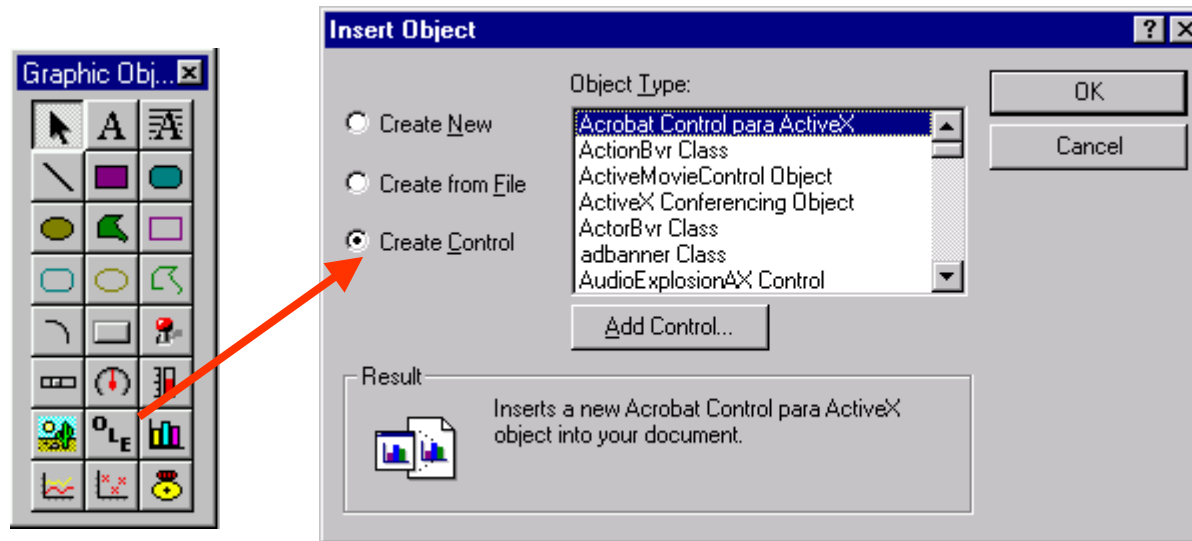 Graphic Obj...
A
A
OLE
Insert Object
Object Type:
Create New
Create from File
Create Control
Acrobat Control para ActiveX
ActionBvr Class
ActiveMovieControl Object
ActiveX Conferencing Object
ActorBvr Class
adbanner Class
AudioExplosionAX Control
OK
Cancel
Add Control...
Result
Inserts a new Acrobat Control para ActiveX
object into your document.